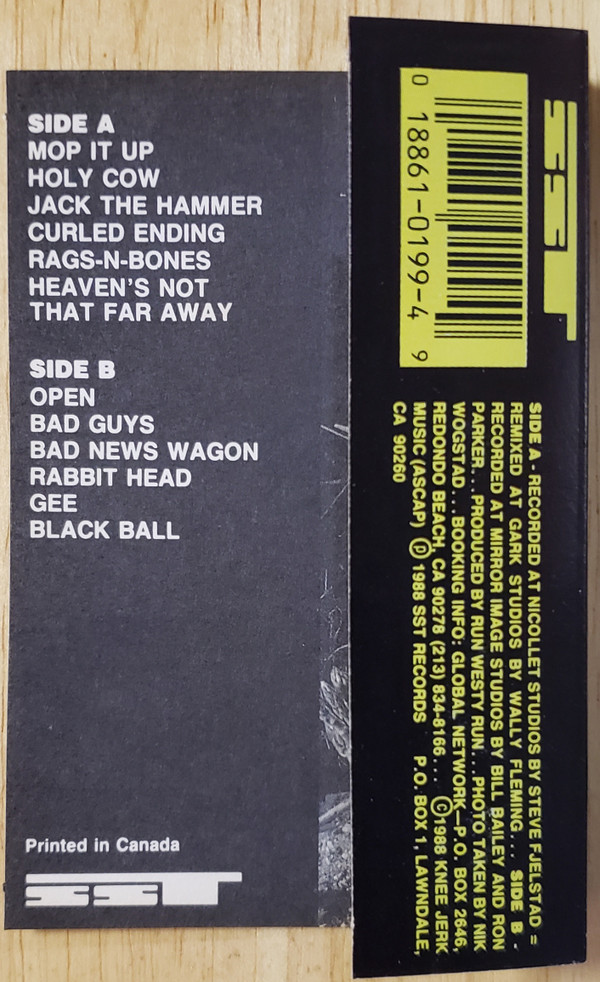 SIDE A
MOP IT UP
HOLY COW
JACK THE HAMMER
CURLED ENDING
RAGS-N-BONES
HEAVEN'S NOT
THAT FAR AWAY
SIDE B
OPEN
BAD GUYS
BAD NEWS WAGON
RABBIT HEAD
GEE
BLACK BALL
Printed in Canada
SST
SST
0 18861-0199-4 9
SIDE A - RECORDED AT NICOLLET STUDIOS BY STEVE FJELSTAD =
REMIXED AT GARK STUDIOS BY WALLY FLEMING... SIDE B -
RECORDED AT MIRROR IMAGE STUDIOS BY BILL BAILEY AND RON
PARKER...PRODUCED BY RUN WESTY RUN...PHOTO TAKEN BY NIK
WOGSTAD...BOOKING INFO: GLOBAL NETWORK—P.O. BOX 2646,
REDONDO BEACH, CA 90278 (213) 834-8166... ©1988 KNEE JERK
MUSIC (ASCAP) ℗ 1988 SST RECORDS P.O. BOX 1, LAWNDALE,
CA 90260